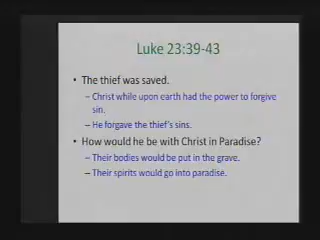 Luke 23:39-43
• The thief was saved.
– Christ while upon earth had the power to forgive
sin.
– He forgave the thief's sins.
• How would he be with Christ in Paradise?
– Their bodies would be put in the grave.
– Their spirits would go into paradise.